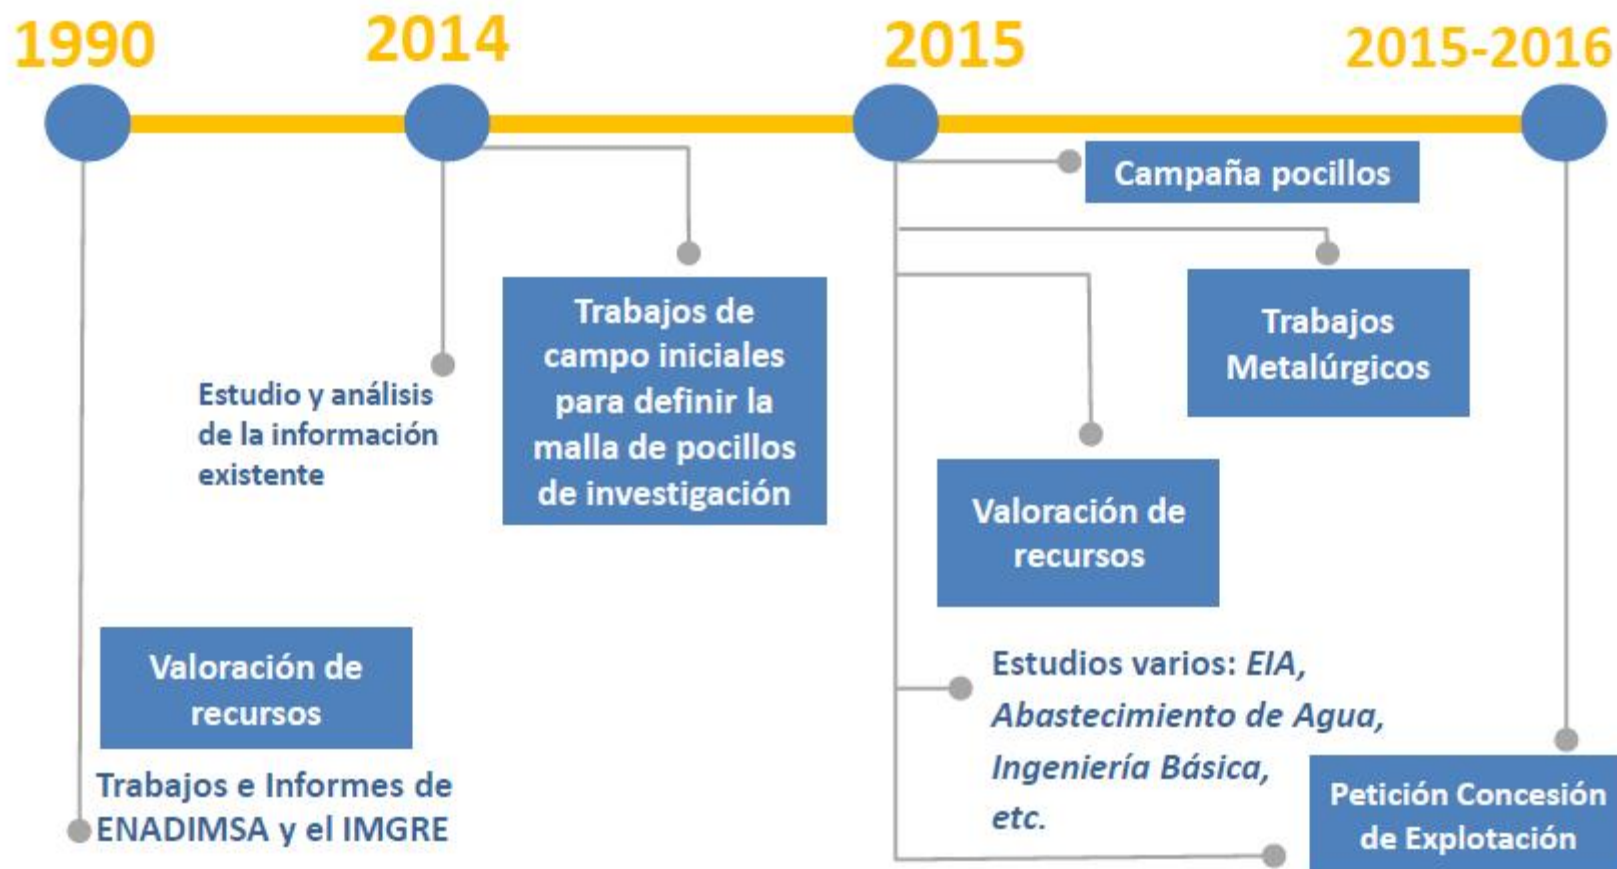 1990
2014
2015
2015-2016
Campaña pocillos
Trabajos de
campo iniciales
para definir la
malla de pocillos
de investigación
Trabajos
Metalúrgicos
Estudio y análisis
de la información
existente
Valoración de
recursos
Valoración de
recursos
Trabajos e Informes de
ENADIMSA y el IMGRE
Estudios varios: EIA,
Abastecimiento de Agua,
Ingeniería Básica,
etc.
Petición Concesión
de Explotación